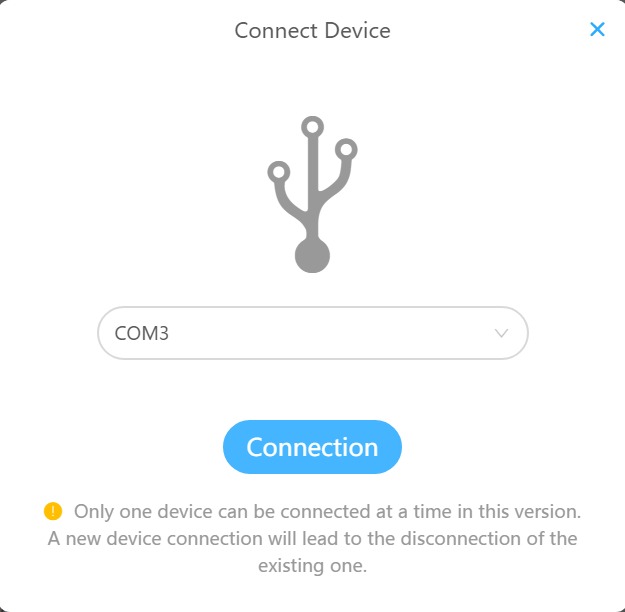 Connect Device
COM3
Connection
Only one device can be connected at a time in this version.
A new device connection will lead to the disconnection of the
existing one.